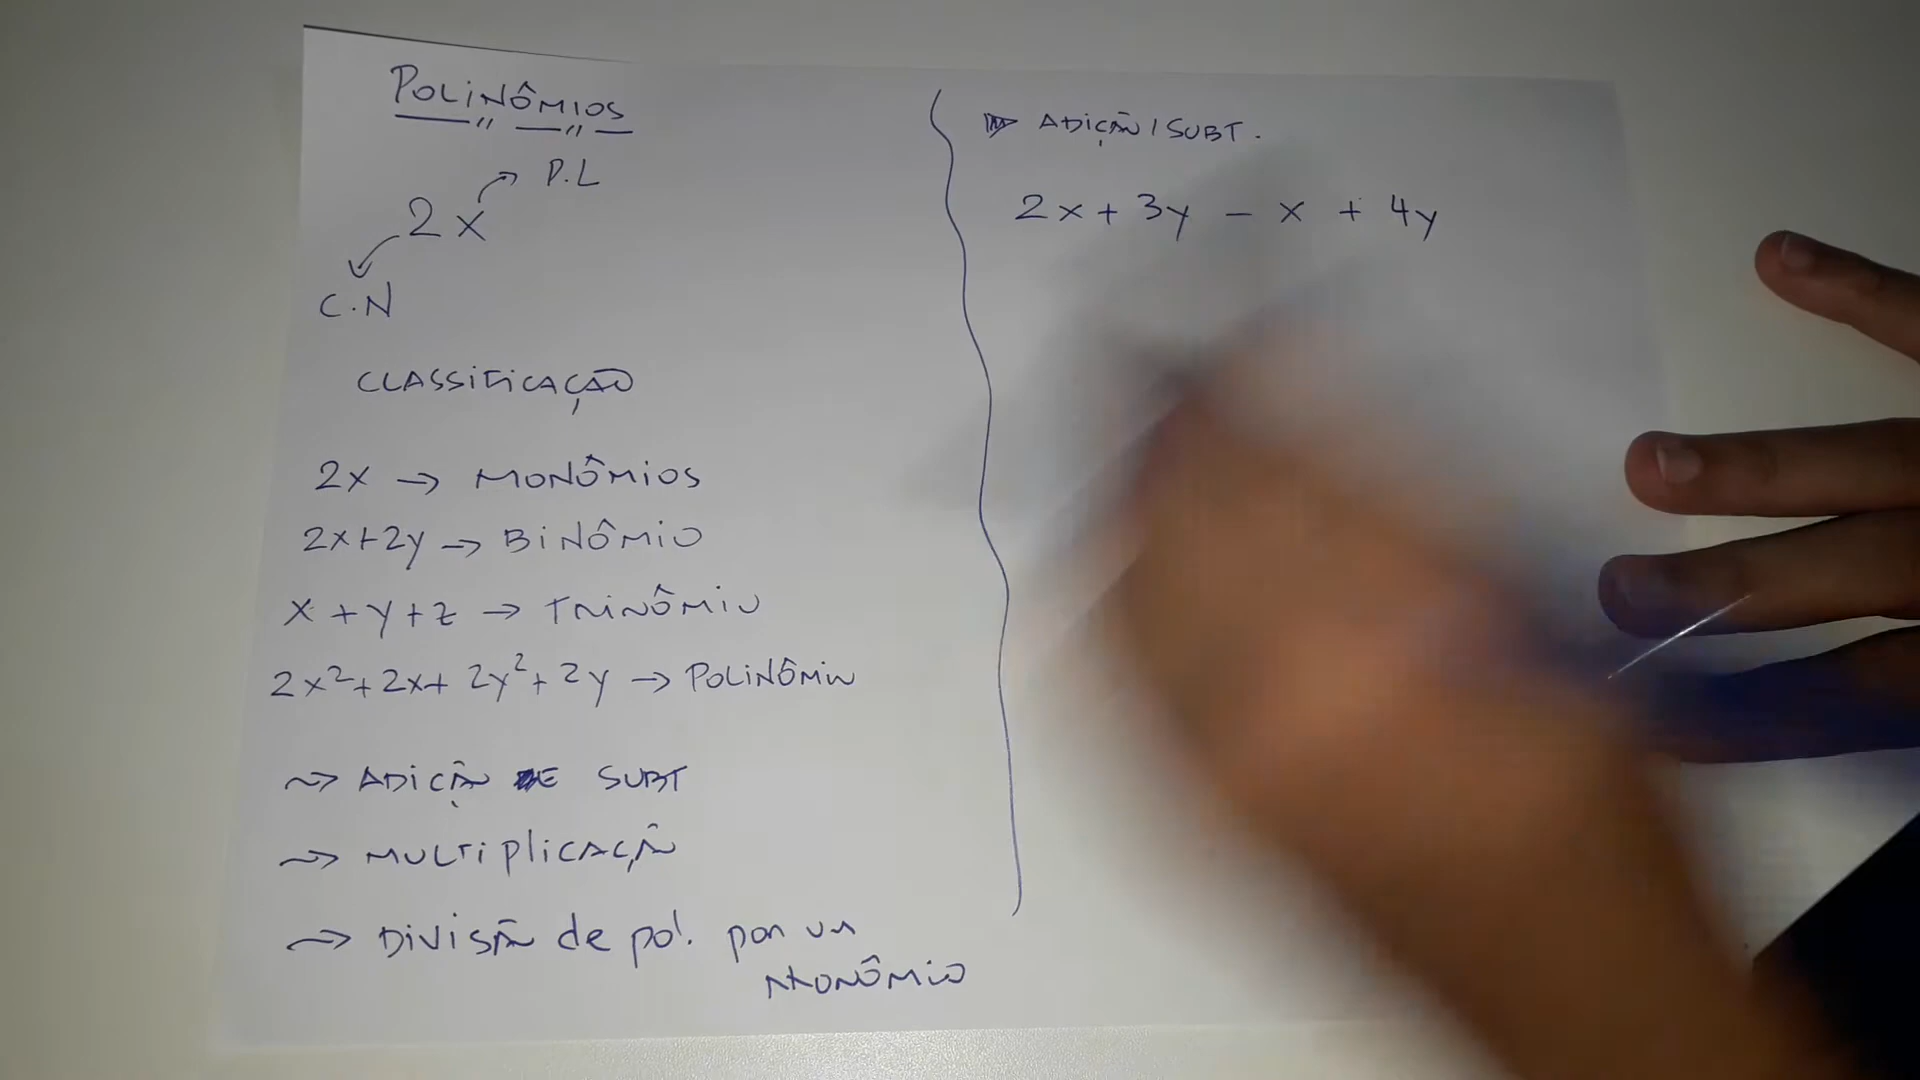 POLINÔMIOS
P.L
2x
C.N
CLASSIFICAÇÃO
2x → MONÔMIOS
2x+2y → BINÔMIO
x + y + z → TRINÔMIO
2x²+2x+ 2y²+ 2y → POLINÔMIO
~> ADIÇÃO E SUBT
~> MULTIPLICAÇÃO
~> DIVISÃO de pol. por um
MONÔMIO
ADIÇÃO / SUBT.
2x + 3y - x + 4y